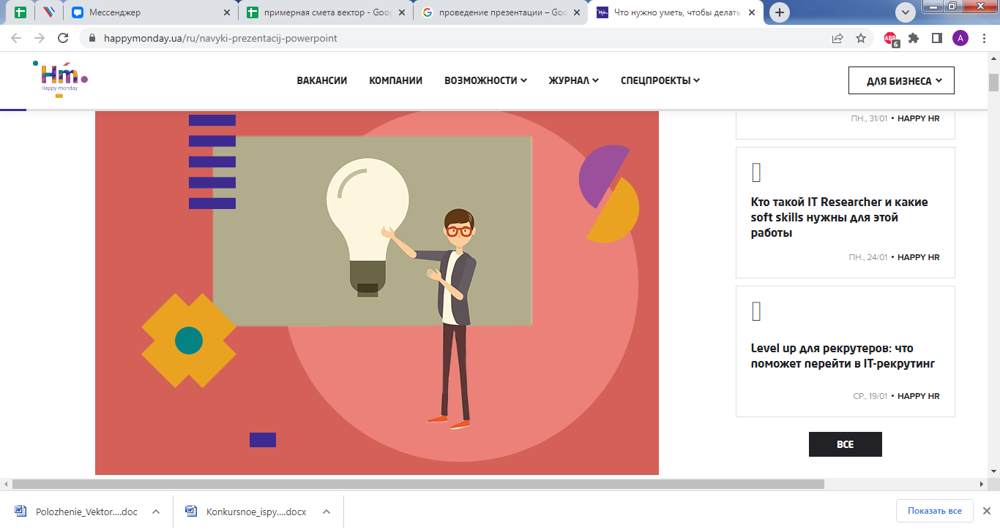 Мессенджер
примерная смета вектор - Goog
проведение презентации – Goo
Что нужно уметь, чтобы делать
happymonday.ua/ru/navyki-prezentacij-powerpoint
ABP
6
A
Hm
Happy monday
ВАКАНСИИ
КОМПАНИИ
ВОЗМОЖНОСТИ
ЖУРНАЛ
СПЕЦПРОЕКТЫ
ДЛЯ БИЗНЕСА
ПН., 31/01 • HAPPY HR
Кто такой IT Researcher и какие
soft skills нужны для этой
работы
ПН., 24/01 • HAPPY HR
Level up для рекрутеров: что
поможет перейти в IT-рекрутинг
СР., 19/01 • HAPPY HR
ВСЕ
Polozhenie_Vektor....doc
Konkursnoe_ispy....docx
Показать все